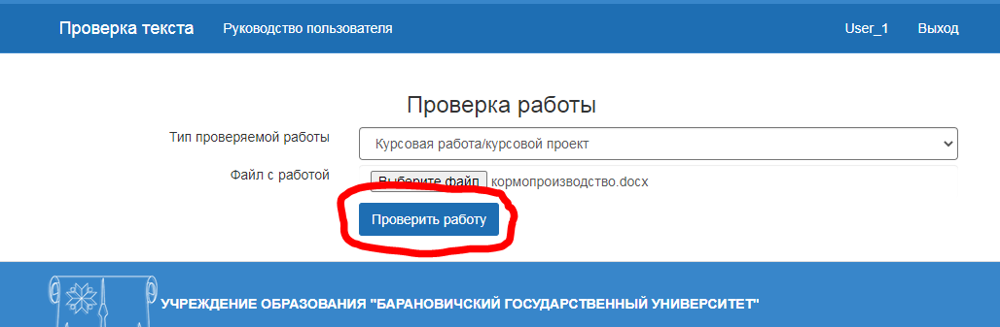 Проверка текста Руководство пользователя User_1 Выход
Проверка работы
Тип проверяемой работы Курсовая работа/курсовой проект
Файл с работой Выберите файл кормопроизводство.docx
Проверить работу
УЧРЕЖДЕНИЕ ОБРАЗОВАНИЯ "БАРАНОВИЧСКИЙ ГОСУДАРСТВЕННЫЙ УНИВЕРСИТЕТ"